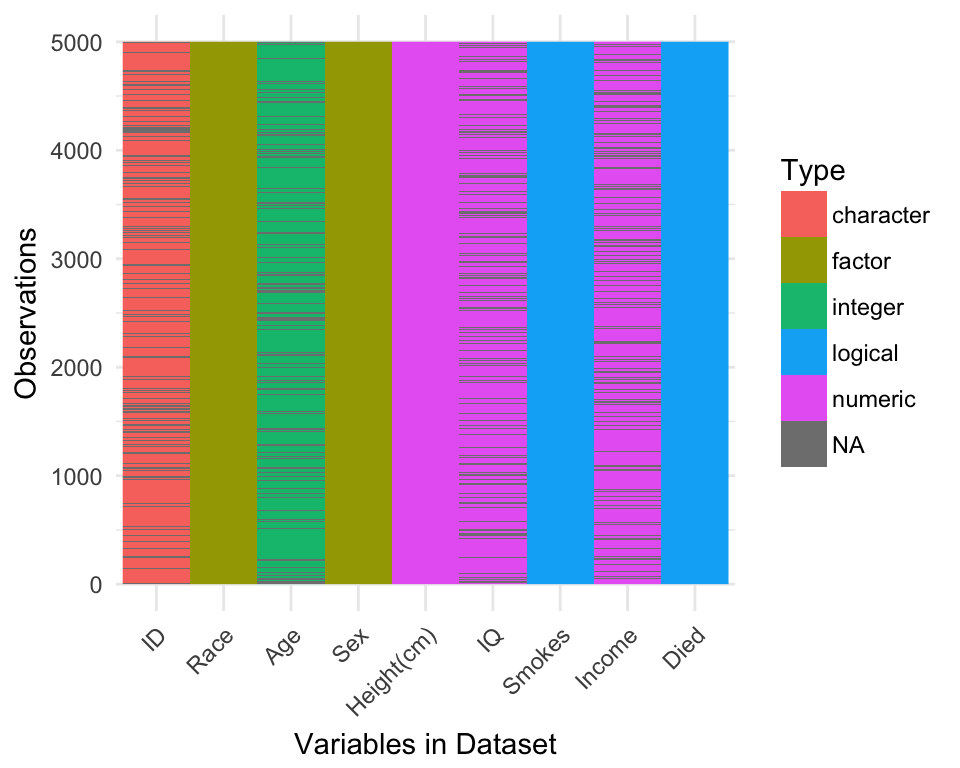 5000
4000
3000
2000
1000
0
Observations
ID
Race
Age
Sex
Height(cm)
IQ
Smokes
Income
Died
Variables in Dataset
Type
character
factor
integer
logical
numeric
NA